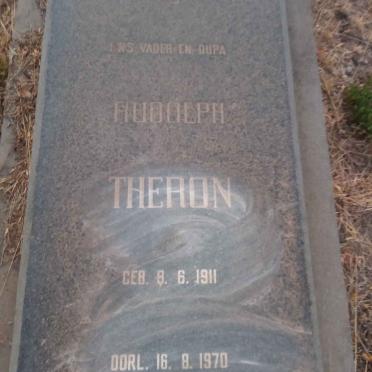 ONS VADER EN OUPA
RUDOLPH
THERON
GEB. 8. 6. 1911
OORL. 16. 8. 1970